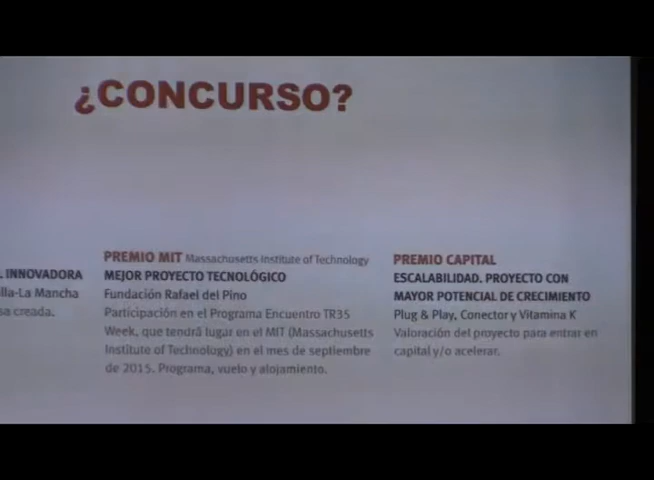 ¿CONCURSO?
INNOVADORA
lla-La Mancha
sa creada.
PREMIO MIT Massachusetts Institute of Technology
MEJOR PROYECTO TECNOLÓGICO
Fundación Rafael del Pino
Participación en el Programa Encuentro TR35
Week, que tendrá lugar en el MIT (Massachusetts
Institute of Technology) en el mes de septiembre
de 2015. Programa, vuelo y alojamiento.
PREMIO CAPITAL
ESCALABILIDAD. PROYECTO CON
MAYOR POTENCIAL DE CRECIMIENTO
Plug & Play, Conector y Vitamina K
Valoración del proyecto para entrar en
capital y/o acelerar.